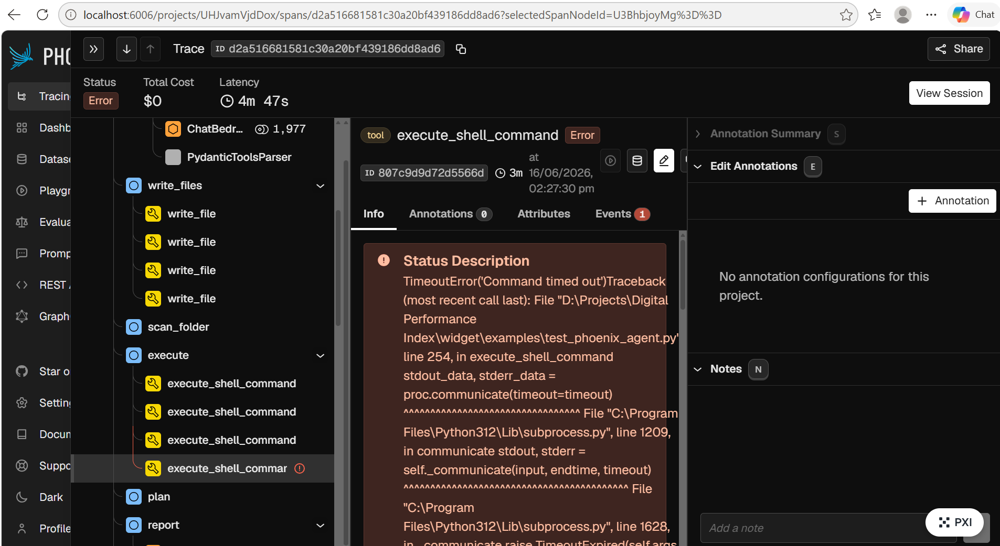 localhost:6006/projects/UHJvamVjdDox/spans/d2a516681581c30a20bf439186dd8ad6?selectedSpanNodeId=U3BhbjoyMg%3D%3D
Chat
PHO
Trace
ID d2a516681581c30a20bf439186dd8ad6
Share
Status
Total Cost
Latency
Error
$0
4m 47s
View Session
Tracin
Dashb
Datase
Playgr
Evalua
Promp
REST A
Graph
Star o
Setting
Docum
Suppo
Dark
Profile
ChatBedr... 1,977
PydanticToolsParser
write_files
write_file
write_file
write_file
write_file
scan_folder
execute
execute_shell_command
execute_shell_command
execute_shell_command
execute_shell_commar
plan
report
tool execute_shell_command Error
ID 807c9d9d72d5566d
3m
at
16/06/2026,
02:27:30 pm
Info
Annotations 0
Attributes
Events 1
Status Description
TimeoutError('Command timed out')Traceback
(most recent call last): File "D:\Projects\Digital
Performance
Index\widget\examples\test_phoenix_agent.py"
line 254, in execute_shell_command
stdout_data, stderr_data =
proc.communicate(timeout=timeout)
^^^^^^^^^^^^^^^^^^^^^^^^^^^^^^^^^ File "C:\Program
Files\Python312\Lib\subprocess.py", line 1209,
in communicate stdout, stderr =
self._communicate(input, endtime, timeout)
^^^^^^^^^^^^^^^^^^^^^^^^^^^^^^^^^^^^^^^^^^ File
"C:\Program
Files\Python312\Lib\subprocess.py", line 1628,
in _communicate raise TimeoutExpired(self.args
Annotation Summary S
Edit Annotations E
+ Annotation
No annotation configurations for this
project.
Notes N
Add a note
PXI